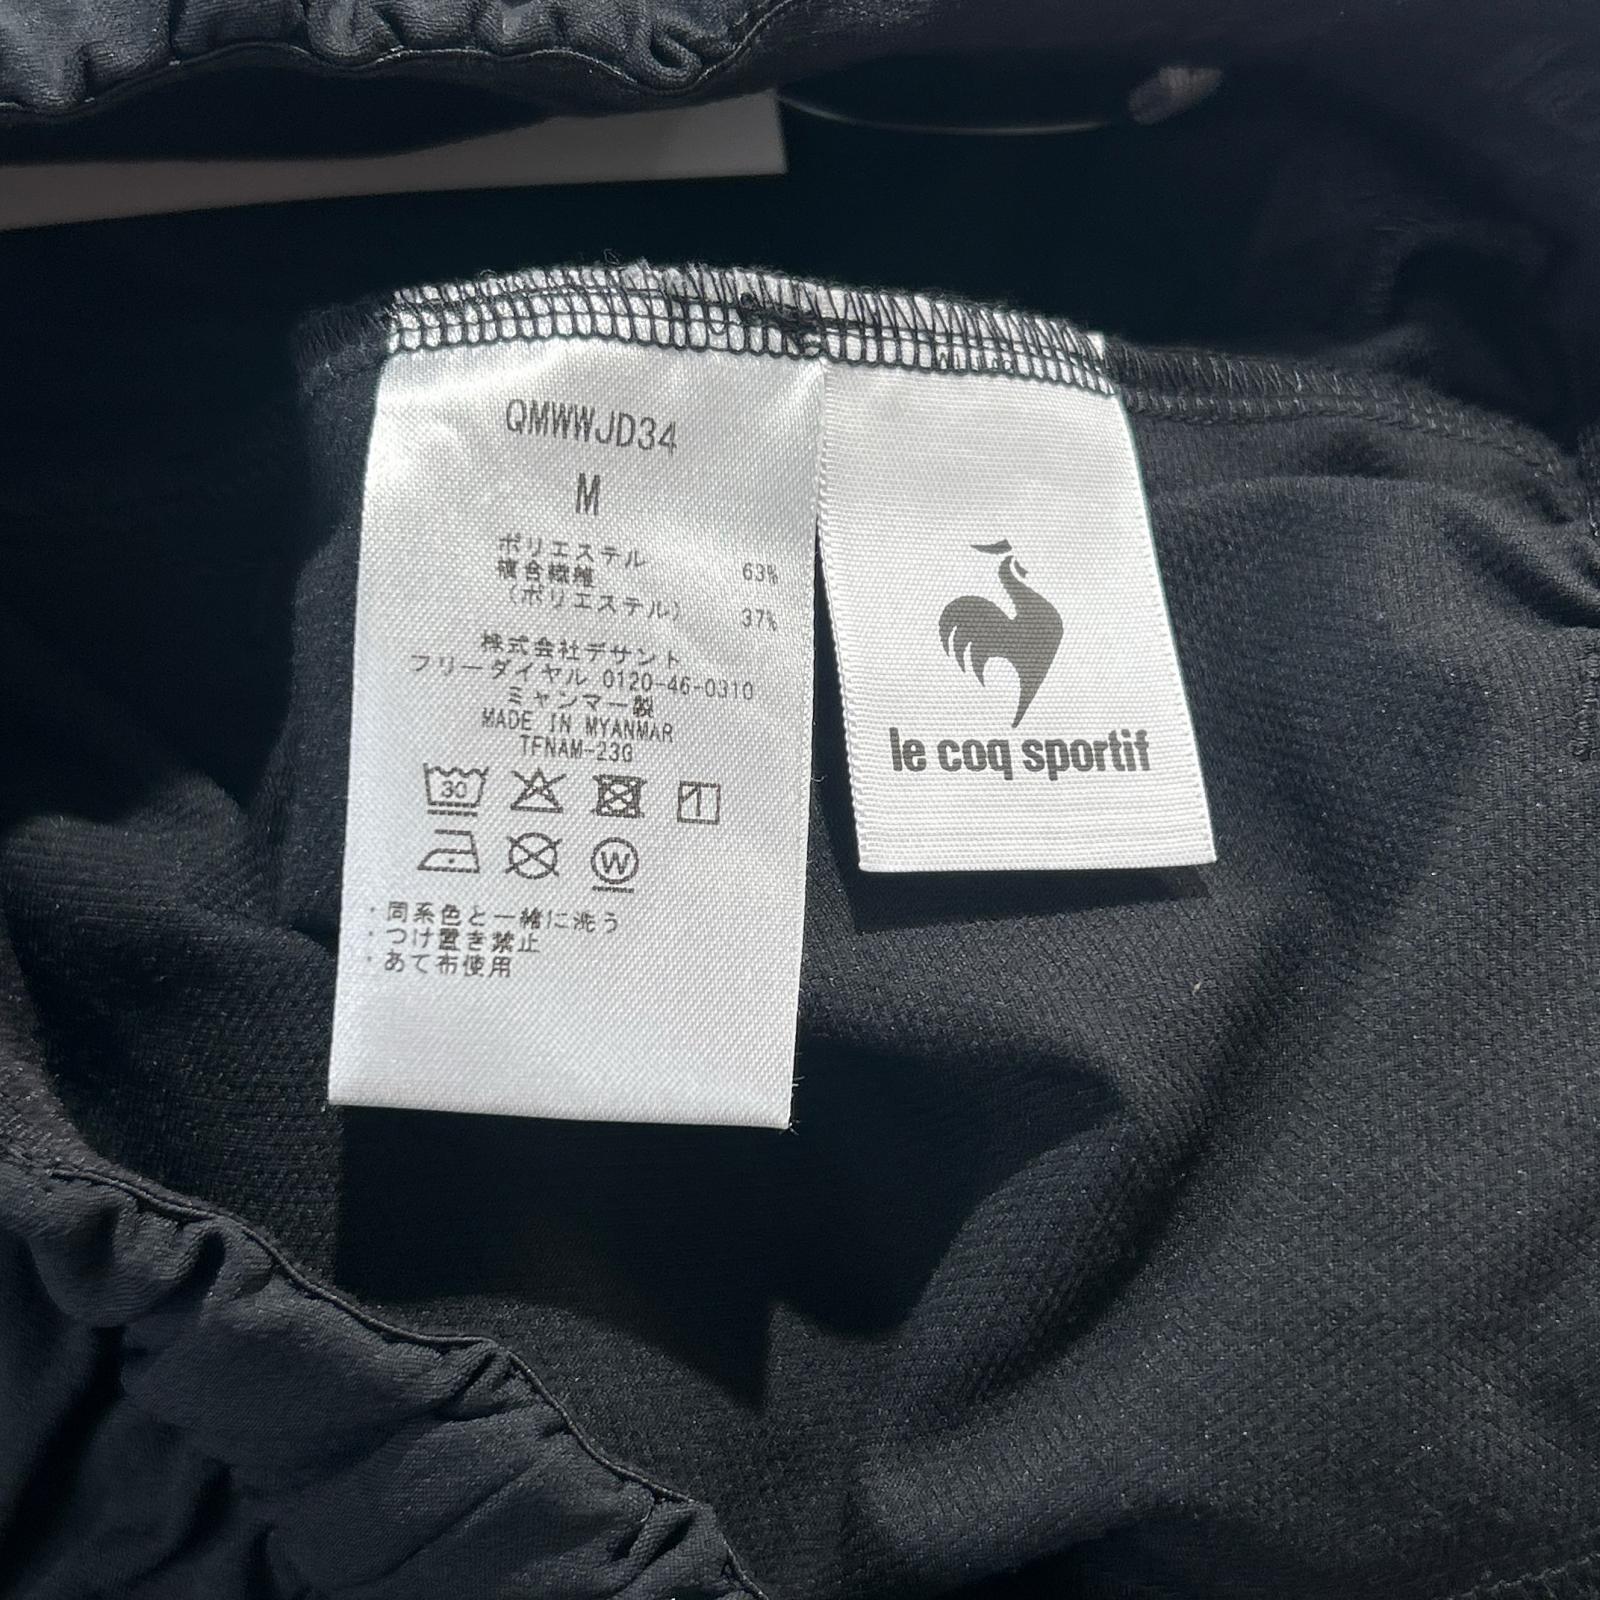 QMWWJD34
M
ポリエステル 63%
複合繊維
(ポリエステル) 37%
株式会社デサント
フリーダイヤル 0120-46-0310
ミャンマー製
MADE IN MYANMAR
TFNAM-23G
30
W
・同系色と一緒に洗う
・つけ置き禁止
・あて布使用
le coq sportif